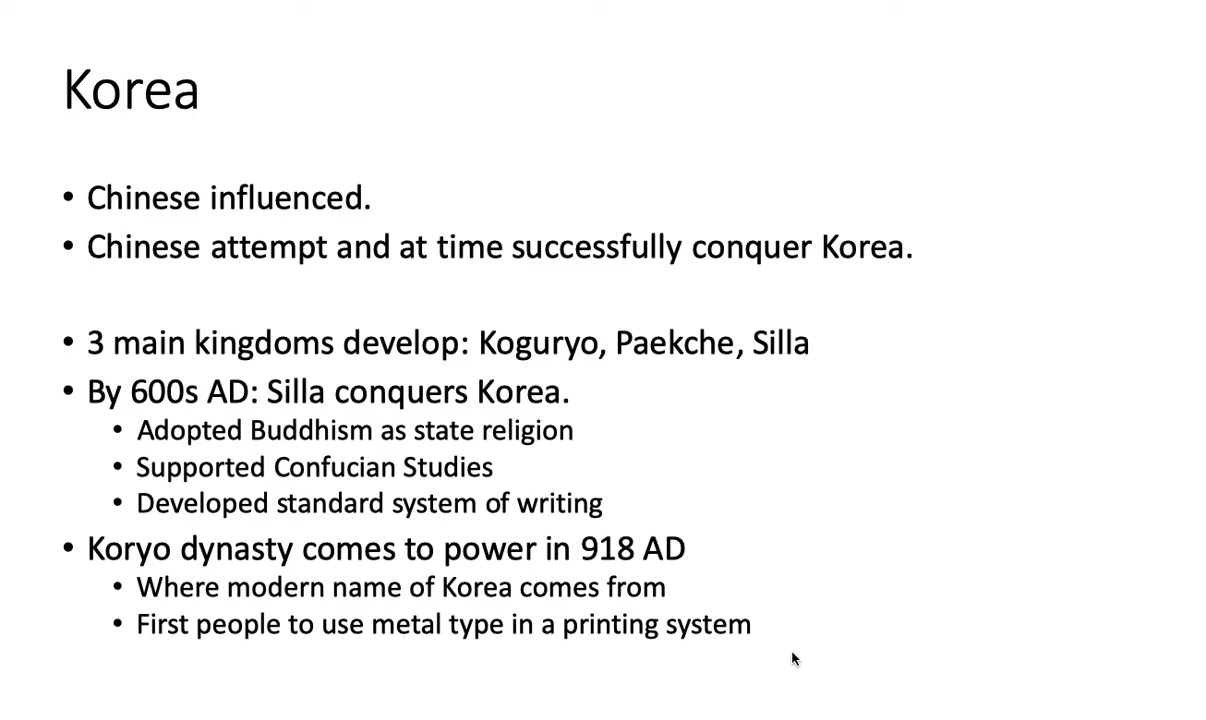 Korea
• Chinese influenced.
• Chinese attempt and at time successfully conquer Korea.
• 3 main kingdoms develop: Koguryo, Paekche, Silla
• By 600s AD: Silla conquers Korea.
• Adopted Buddhism as state religion
• Supported Confucian Studies
• Developed standard system of writing
• Koryo dynasty comes to power in 918 AD
• Where modern name of Korea comes from
• First people to use metal type in a printing system